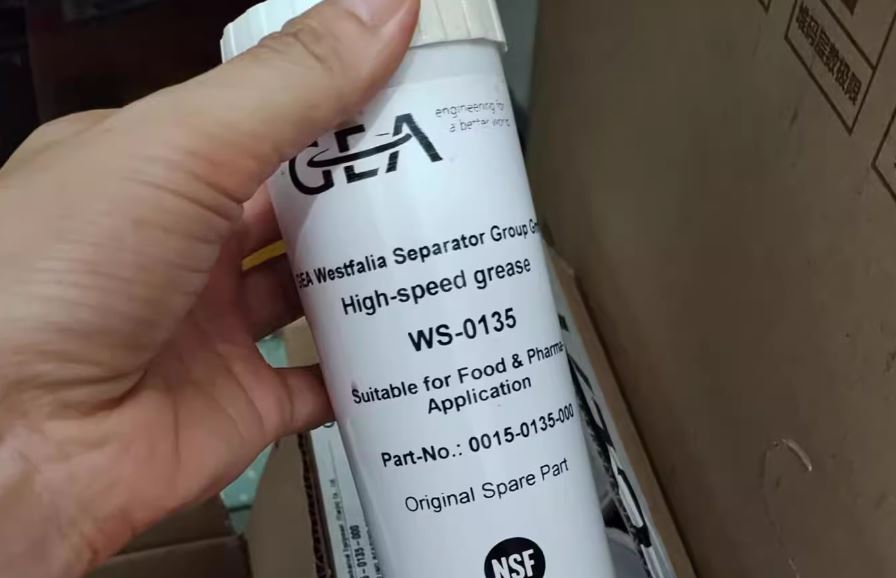 GEA
engineering for
a better world
GEA Westfalia Separator Group
High-speed grease
WS-0135
Suitable for Food & Pharma-
Application
Part-No.: 0015-0135-000
Original Spare Part
NSF